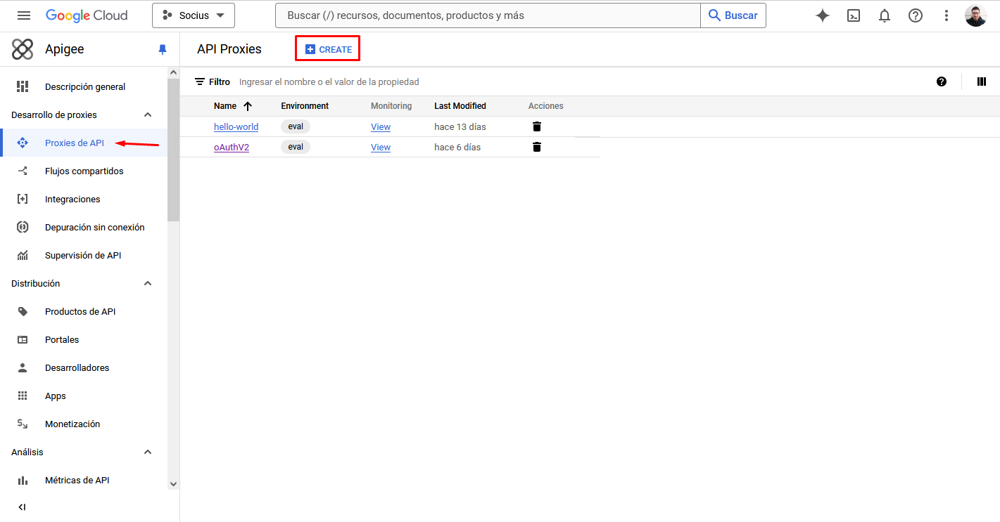 Google Cloud
Socius
Buscar (/) recursos, documentos, productos y más
Buscar
Apigee
API Proxies
CREATE
Descripción general
Desarrollo de proxies
Proxies de API
Flujos compartidos
Integraciones
Depuración sin conexión
Supervisión de API
Distribución
Productos de API
Portales
Desarrolladores
Apps
Monetización
Análisis
Métricas de API
Filtro Ingresar el nombre o el valor de la propiedad
Name Environment Monitoring Last Modified Acciones
hello-world eval View hace 13 días
oAuthV2 eval View hace 6 días